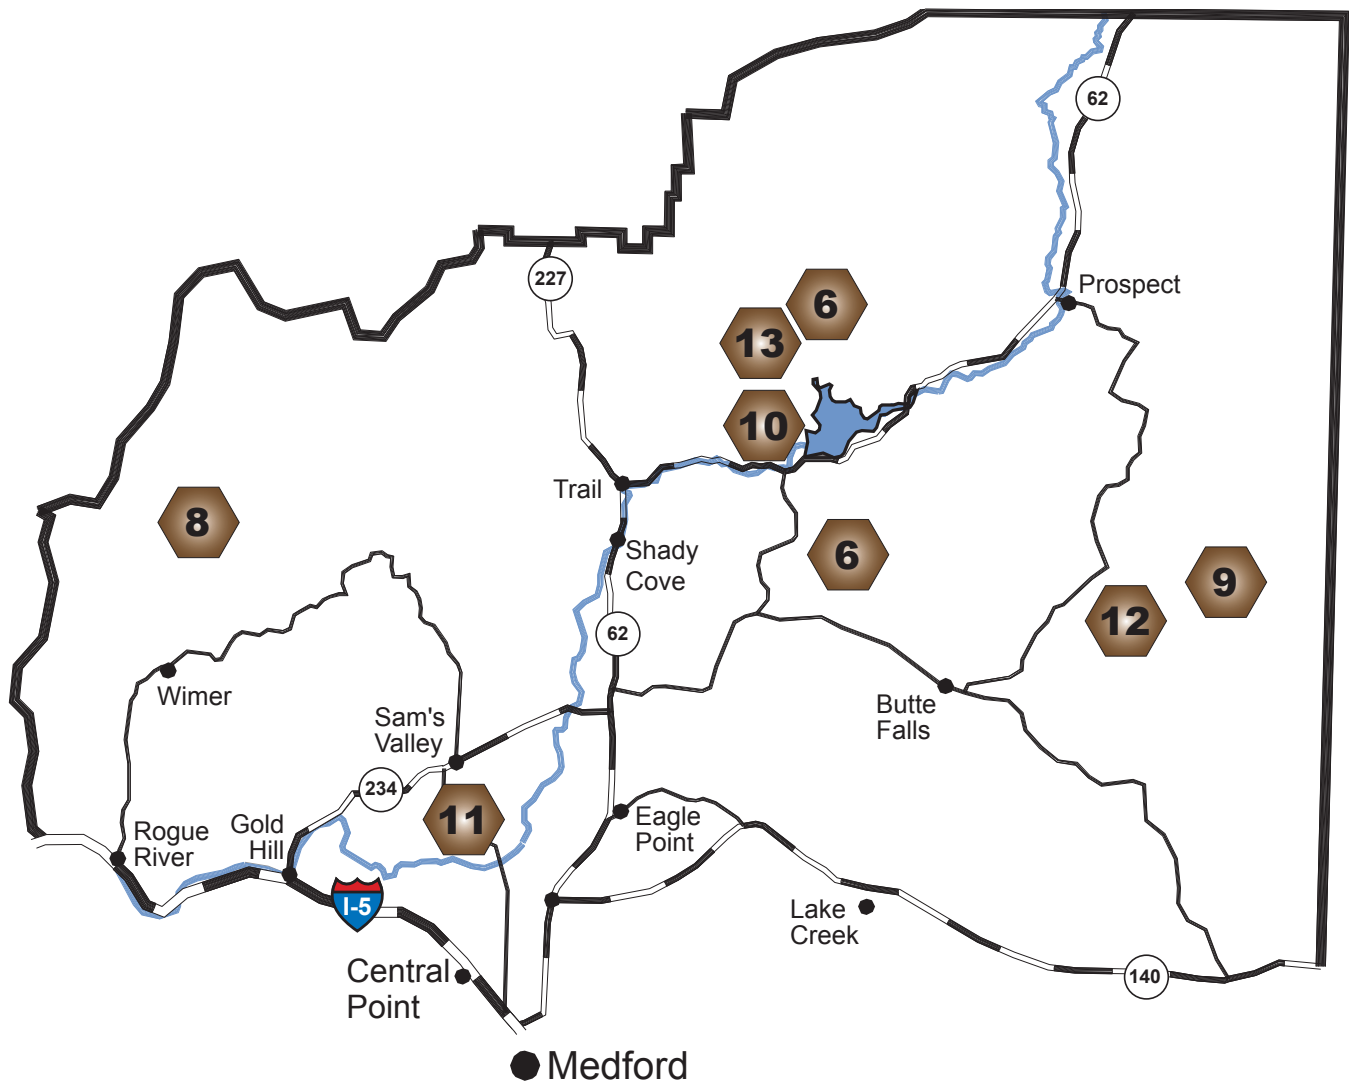 62
227
Prospect
6
13
10
Trail
8
Shady
Cove
6
9
12
62
Wimer
Butte
Falls
Sam's
Valley
234
11
Eagle
Point
Gold
Hill
Rogue
River
I-5
Lake
Creek
Central
Point
140
Medford